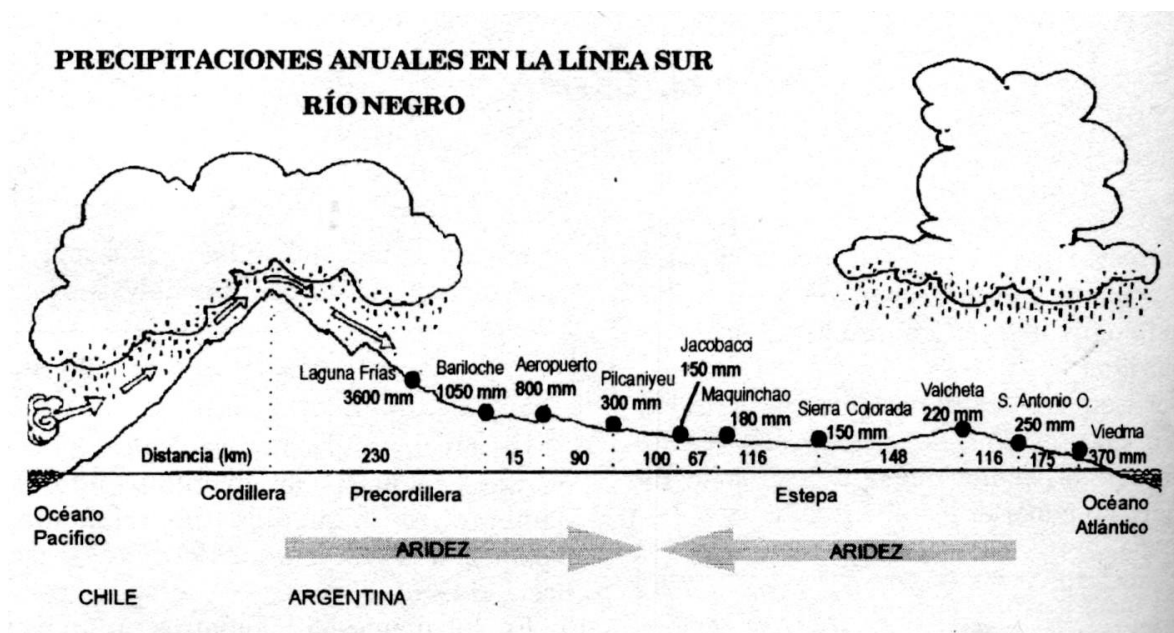 PRECIPITACIONES ANUALES EN LA LÍNEA SUR
RÍO NEGRO
Laguna Frías
3600 mm
Bariloche
1050 mm
Aeropuerto
800 mm
Pilcaniyeu
300 mm
Jacobacci
150 mm
Maquinchao
180 mm
Sierra Colorada
150 mm
Valcheta
220 mm
S. Antonio O.
250 mm
Viedma
370 mm
Distancia (km) 230 15 90 100 67 116 148 116 175
Cordillera Precordillera Estepa
Océano
Pacífico
Océano
Atlántico
ARIDEZ ARIDEZ
CHILE ARGENTINA